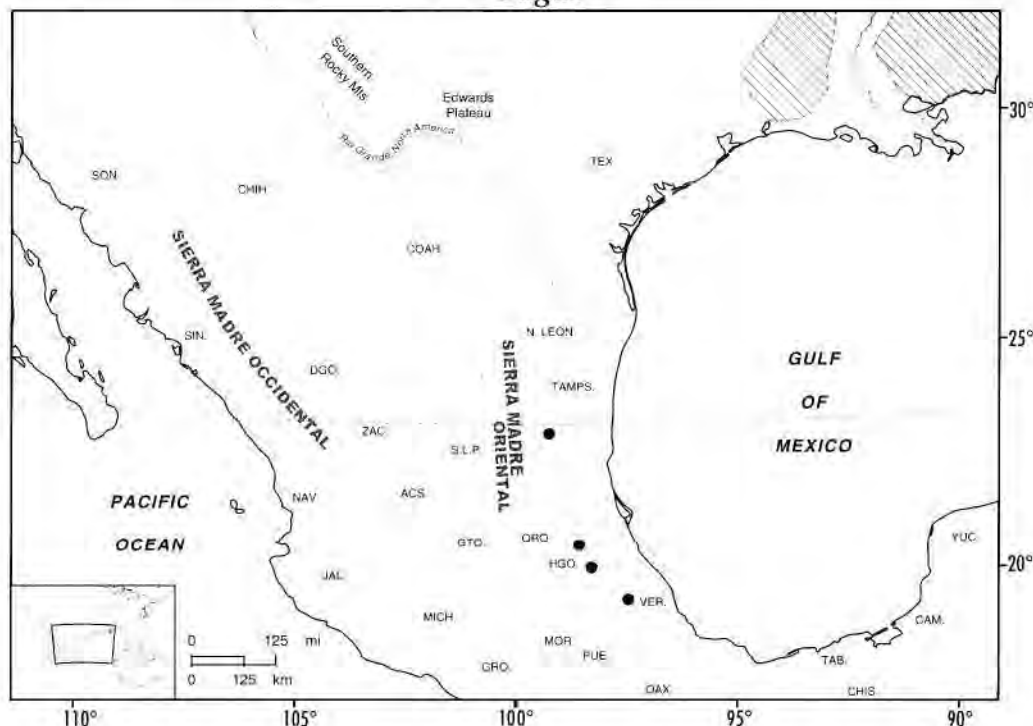 Southern
Rocky Mts
Edwards
Plateau
Rio Grande, North America
30°
TEX
SON.
CHIH
COAH.
SIERRA MADRE OCCIDENTAL
SIN.
N. LEON
25°
DGO.
SIERRA MADRE
ORIENTAL
TAMPS.
GULF
OF
MEXICO
ZAC.
S.L.P.
PACIFIC
OCEAN
NAV
AGS.
GTO.
QRO
HGO.
YUC.
20°
JAL.
VER.
MICH
CAM.
MOR
PUE
GRO.
TAB.
OAX.
CHIS
0 125 mi
0 125 km
110° 105° 100° 95° 90°